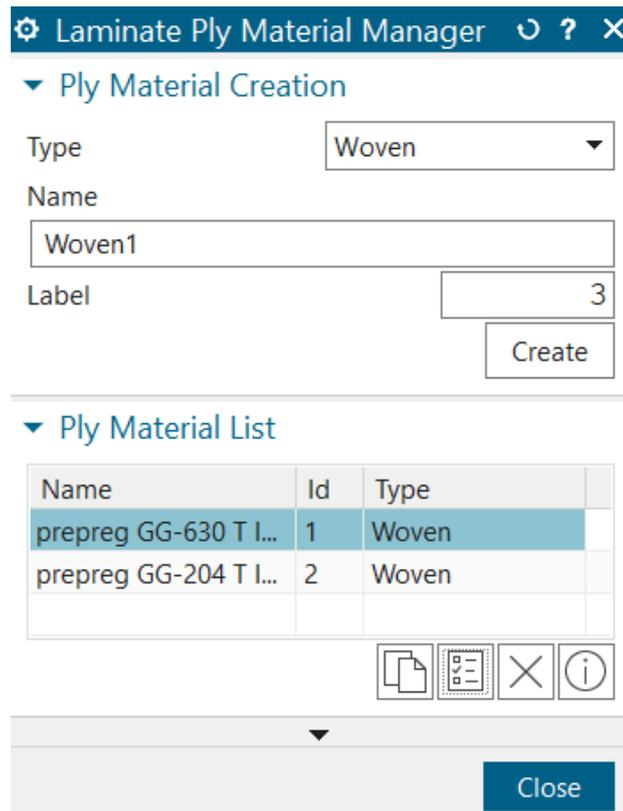 Laminate Ply Material Manager ?
Ply Material Creation
Type Woven
Name
Woven1
Label 3
Create
Ply Material List
Name Id Type
prepreg GG-630 T I... 1 Woven
prepreg GG-204 T I... 2 Woven
Close